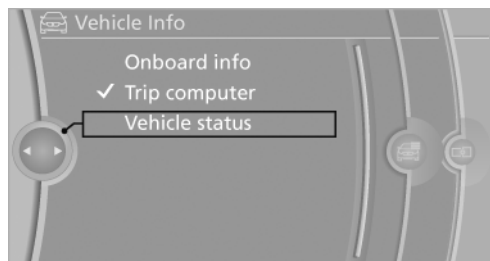 Vehicle Info
Onboard info
Trip computer
Vehicle status